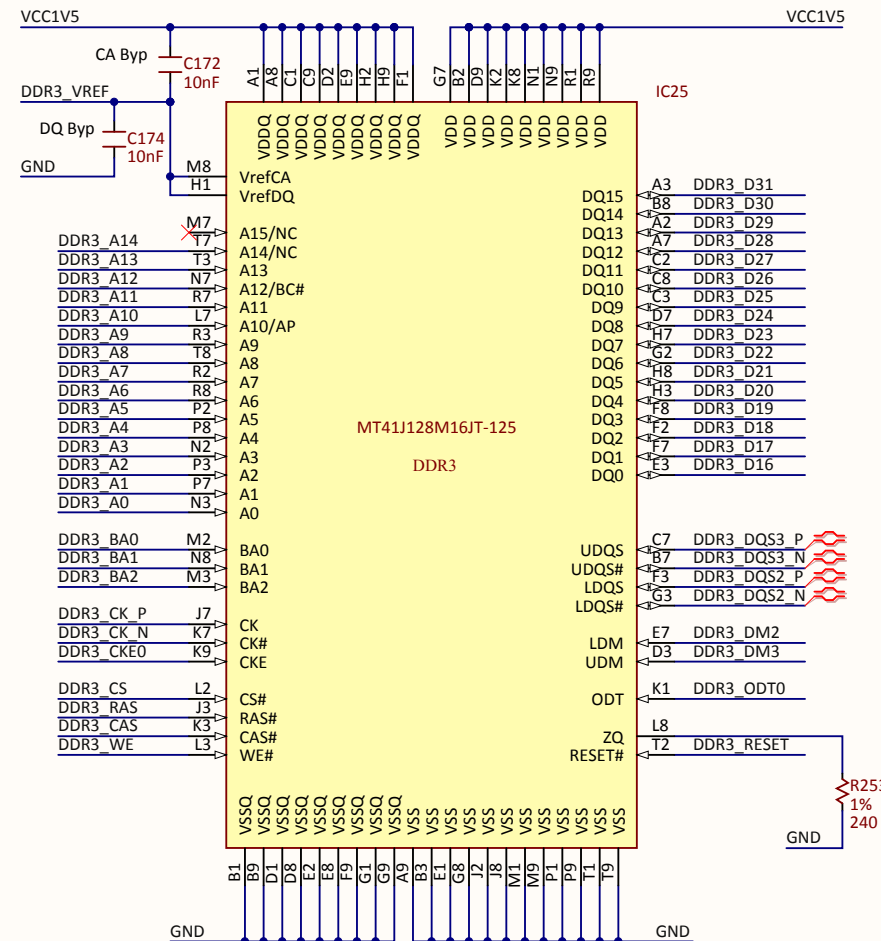 VCC1V5 VCC1V5
CA Byp C172 10nF
DDR3_VREF
DQ Byp C174 10nF
GND
A1 A8 C1 C9 D2 E9 H2 H9 F1 G7 B2 D9 K2 K8 N1 N9 R1 R9
IC25
VDDQ VDDQ VDDQ VDDQ VDDQ VDDQ VDDQ VDDQ VDDQ VDD VDD VDD VDD VDD VDD VDD VDD VDD
M8 VrefCA
H1 VrefDQ
DQ15 A3 DDR3_D31
DQ14 B8 DDR3_D30
M7 A15/NC DQ13 A2 DDR3_D29
DDR3_A14 T7 A14/NC DQ12 A7 DDR3_D28
DDR3_A13 T3 A13 DQ11 C2 DDR3_D27
DDR3_A12 N7 A12/BC# DQ10 C8 DDR3_D26
DDR3_A11 R7 A11 DQ9 C3 DDR3_D25
DDR3_A10 L7 A10/AP DQ8 D7 DDR3_D24
DDR3_A9 R3 A9 DQ7 H7 DDR3_D23
DDR3_A8 T8 A8 DQ6 G2 DDR3_D22
DDR3_A7 R2 A7 DQ5 H8 DDR3_D21
DDR3_A6 R8 A6 DQ4 H3 DDR3_D20
DDR3_A5 P2 A5 DQ3 F8 DDR3_D19
DDR3_A4 P8 A4 DQ2 F2 DDR3_D18
DDR3_A3 N2 A3 DQ1 F7 DDR3_D17
DDR3_A2 P3 A2 DQ0 E3 DDR3_D16
DDR3_A1 P7 A1
DDR3_A0 N3 A0
MT41J128M16JT-125
DDR3
DDR3_BA0 M2 BA0 UDQS C7 DDR3_DQS3_P
DDR3_BA1 N8 BA1 UDQS# B7 DDR3_DQS3_N
DDR3_BA2 M3 BA2 LDQS F3 DDR3_DQS2_P
LDQS# G3 DDR3_DQS2_N
DDR3_CK_P J7 CK
DDR3_CK_N K7 CK# LDM E7 DDR3_DM2
DDR3_CKE0 K9 CKE UDM D3 DDR3_DM3
DDR3_CS L2 CS# ODT K1 DDR3_ODT0
DDR3_RAS J3 RAS#
DDR3_CAS K3 CAS# ZQ L8
DDR3_WE L3 WE# RESET# T2 DDR3_RESET
R253
1%
240
GND
VSSQ VSSQ VSSQ VSSQ VSSQ VSSQ VSSQ VSSQ VSSQ VSS VSS VSS VSS VSS VSS VSS VSS VSS VSS VSS VSS
B1 B9 D1 D8 E2 E8 F9 G1 G9 A9 B3 E1 G8 J2 J8 M1 M9 P1 P9 T1 T9
GND GND